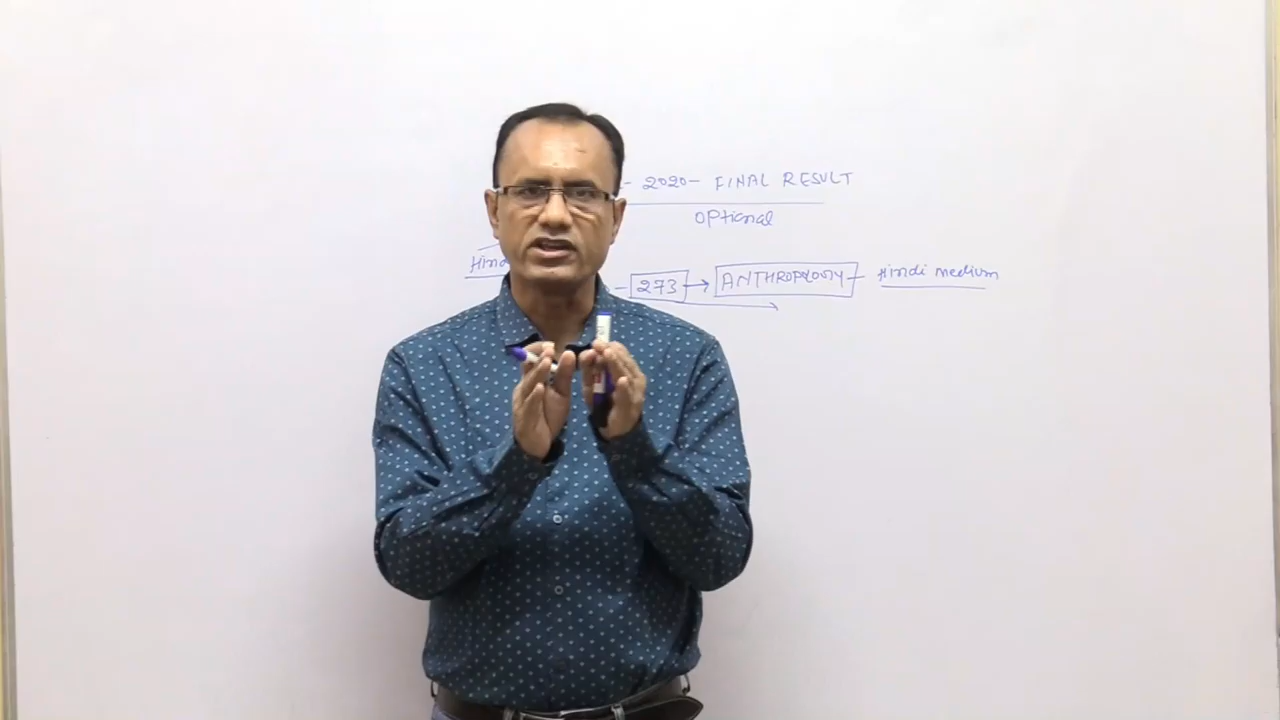 - 2020 - FINAL RESULT
Optional
- 273 → ANTHROPOLOGY - Hindi medium